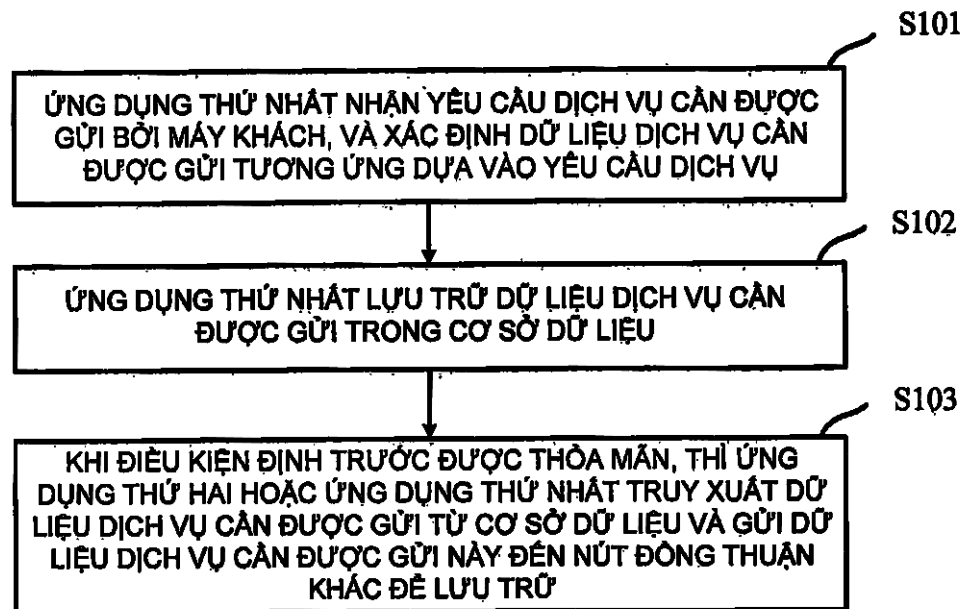 S101
ỨNG DỤNG THỨ NHẤT NHẬN YÊU CẦU DỊCH VỤ CẦN ĐƯỢC
GỬI BỞI MÁY KHÁCH, VÀ XÁC ĐỊNH DỮ LIỆU DỊCH VỤ CẦN
ĐƯỢC GỬI TƯƠNG ỨNG DỰA VÀO YÊU CẦU DỊCH VỤ
S102
ỨNG DỤNG THỨ NHẤT LƯU TRỮ DỮ LIỆU DỊCH VỤ CẦN
ĐƯỢC GỬI TRONG CƠ SỞ DỮ LIỆU
S103
KHI ĐIỀU KIỆN ĐỊNH TRƯỚC ĐƯỢC THỎA MÃN, THÌ ỨNG
DỤNG THỨ HAI HOẶC ỨNG DỤNG THỨ NHẤT TRUY XUẤT DỮ
LIỆU DỊCH VỤ CẦN ĐƯỢC GỬI TỪ CƠ SỞ DỮ LIỆU VÀ GỬI DỮ
LIỆU DỊCH VỤ CẦN ĐƯỢC GỬI NÀY ĐẾN NÚT ĐỒNG THUẬN
KHÁC ĐỂ LƯU TRỮ